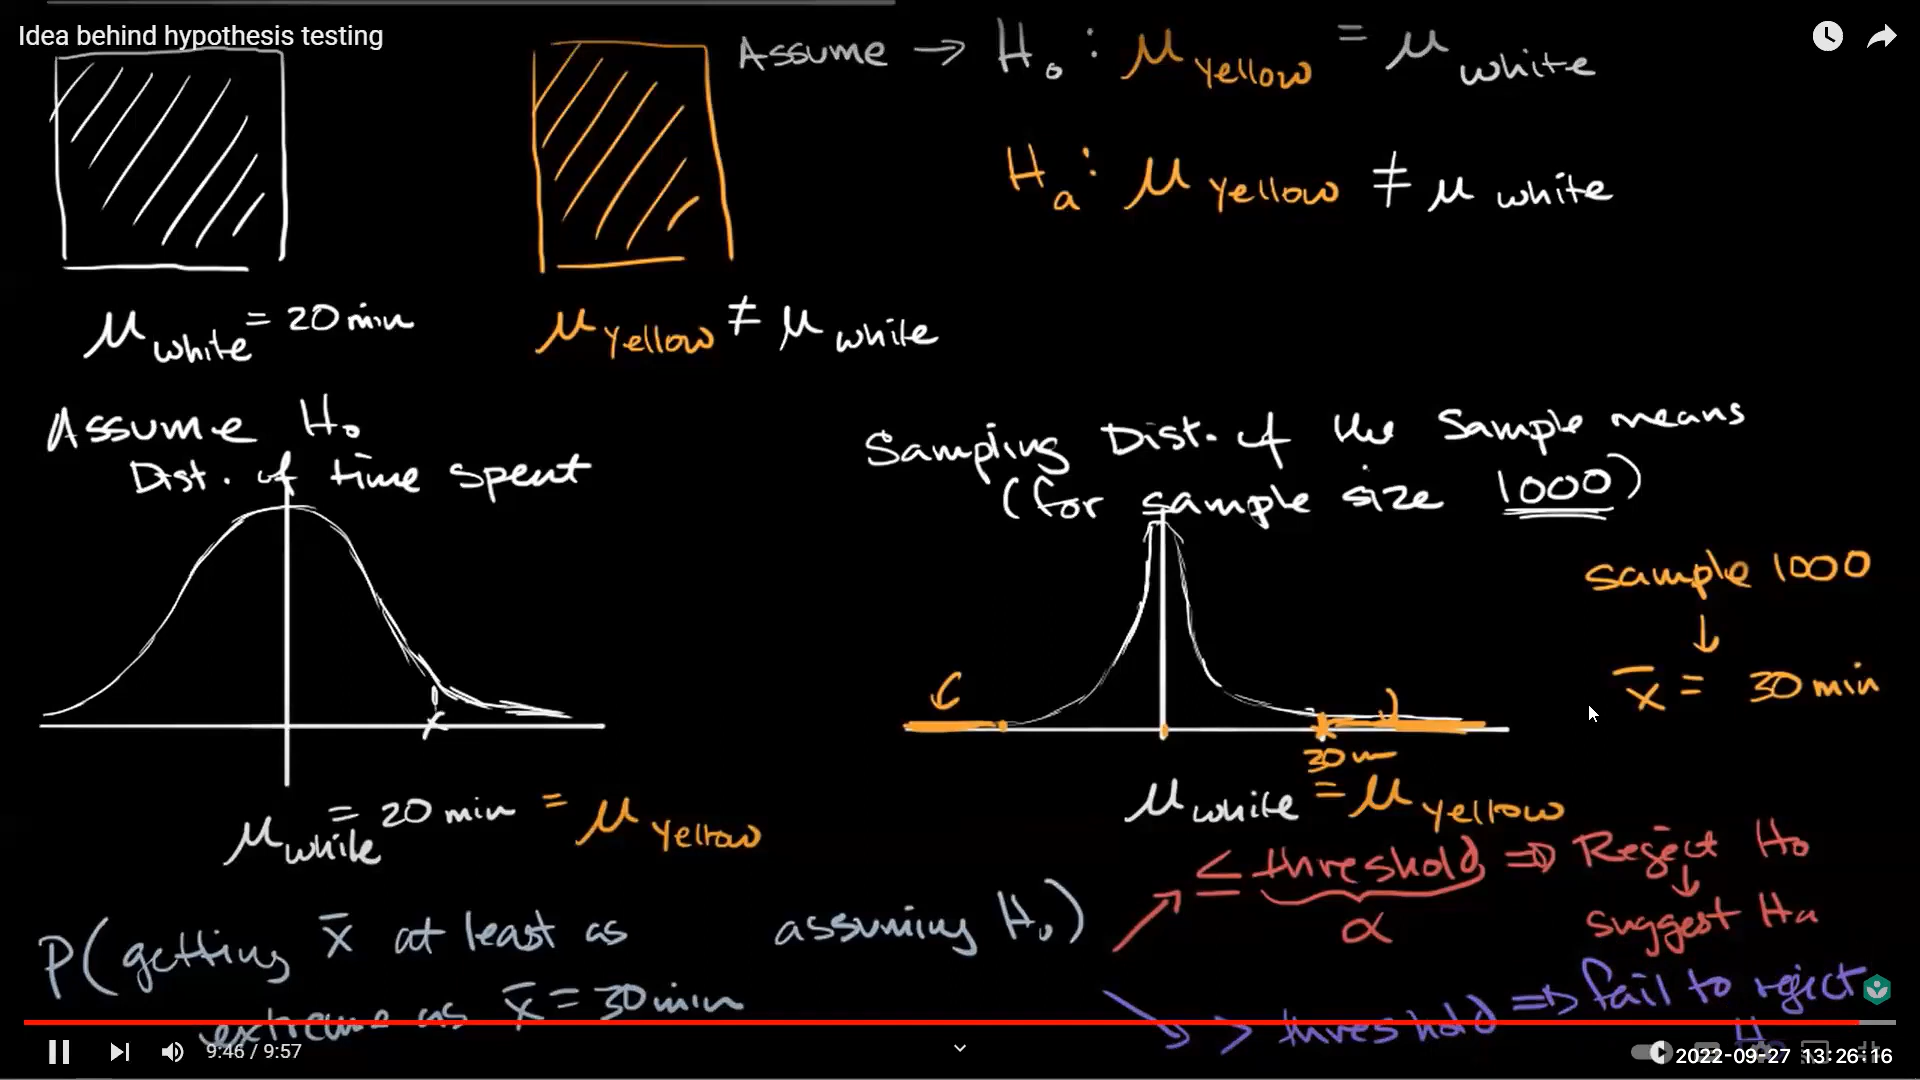 Idea behind hypothesis testing
Assume → H₀ : μ yellow = μ white
Hₐ : μ yellow ≠ μ white
μ white = 20 min
μ yellow ≠ μ white
Assume H₀
Dist. of time spent
Sampling Dist. of the sample means
(for sample size 1000)
sample 1000
↓
x̄ = 30 min
30 m
μ white = 20 min = μ yellow
μ white = μ yellow
≤ threshold ⇒ Reject H₀
↓
α
suggest Hₐ
P(getting x̄ at least as assuming H₀)
extreme as x̄ = 30 min
> threshold ⇒ fail to reject
9:46 / 9:57
2022-09-27 13:26:16